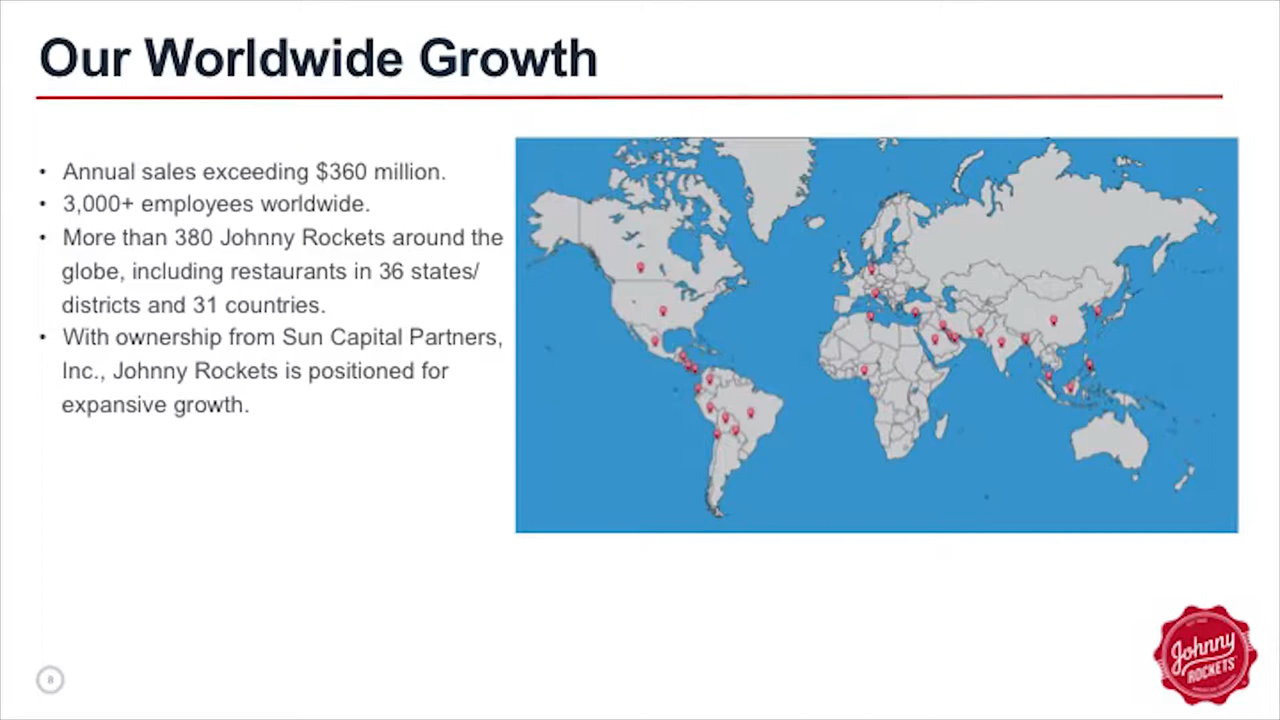 Our Worldwide Growth
• Annual sales exceeding $360 million.
• 3,000+ employees worldwide.
• More than 380 Johnny Rockets around the
globe, including restaurants in 36 states/
districts and 31 countries.
• With ownership from Sun Capital Partners,
Inc., Johnny Rockets is positioned for
expansive growth.
8
Johnny
ROCKETS